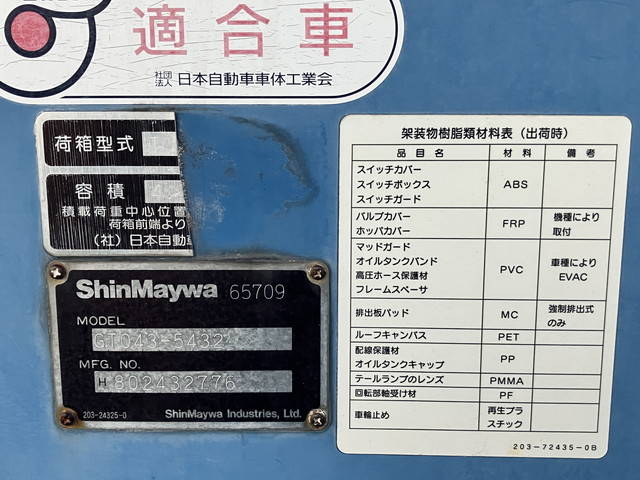 適合車
社団法人 日本自動車車体工業会
荷箱型式
容積
積載荷重中心位置
荷箱前端より
(社)日本自動
ShinMaywa 65709
MODEL
GT043-5432
MFG. NO.
H802432776
203-24325-0 ShinMaywa Industries, Ltd.
架装物樹脂類材料表(出荷時)
品目名 材料 備考
スイッチカバー
スイッチボックス ABS
スイッチガード
バルブカバー FRP 機種により
ホッパカバー 取付
マッドガード
オイルタンクバンド PVC 車種により
高圧ホース保護材 EVAC
フレームスペーサ
排出板パッド MC 強制排出式
のみ
ルーフキャンバス PET
配線保護材 PP
オイルタンクキャップ
テールランプのレンズ PMMA
回転部軸受け材 PF
車輪止め 再生プラ
スチック
203-72435-0B